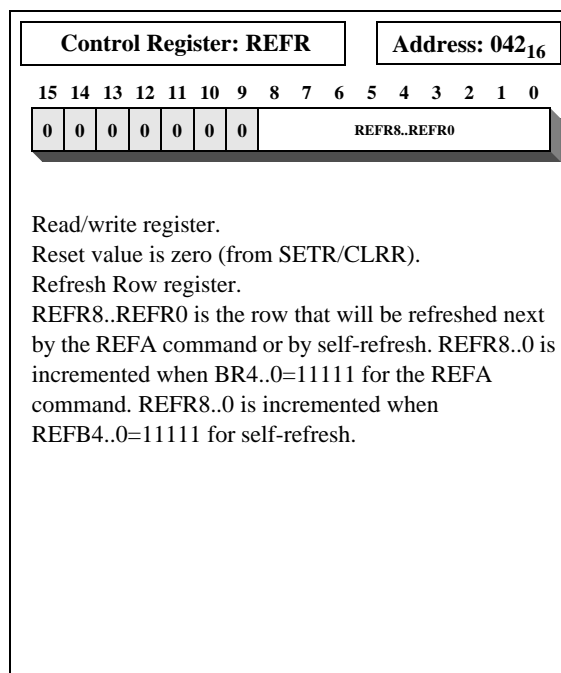 Control Register: REFR
Address: 042₁₆
15 14 13 12 11 10 9 8 7 6 5 4 3 2 1 0
0 0 0 0 0 0 0 REFR8..REFR0
Read/write register.
Reset value is zero (from SETR/CLRR).
Refresh Row register.
REFR8..REFR0 is the row that will be refreshed next
by the REFA command or by self-refresh. REFR8..0 is
incremented when BR4..0=11111 for the REFA
command. REFR8..0 is incremented when
REFB4..0=11111 for self-refresh.